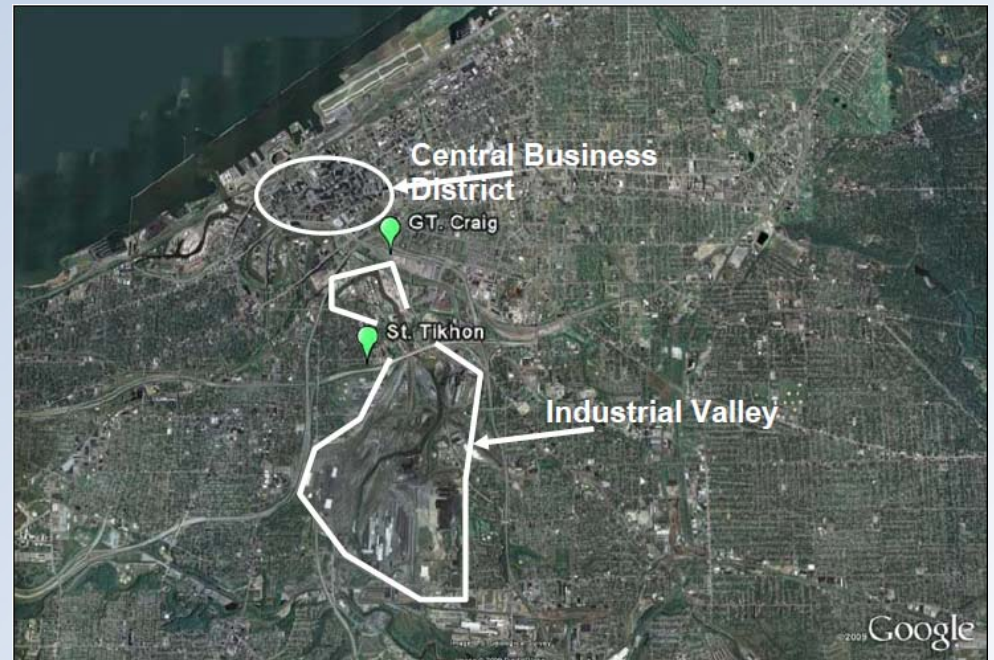 Central Business
District
GT. Craig
St. Tikhon
Industrial Valley
©2009 Google